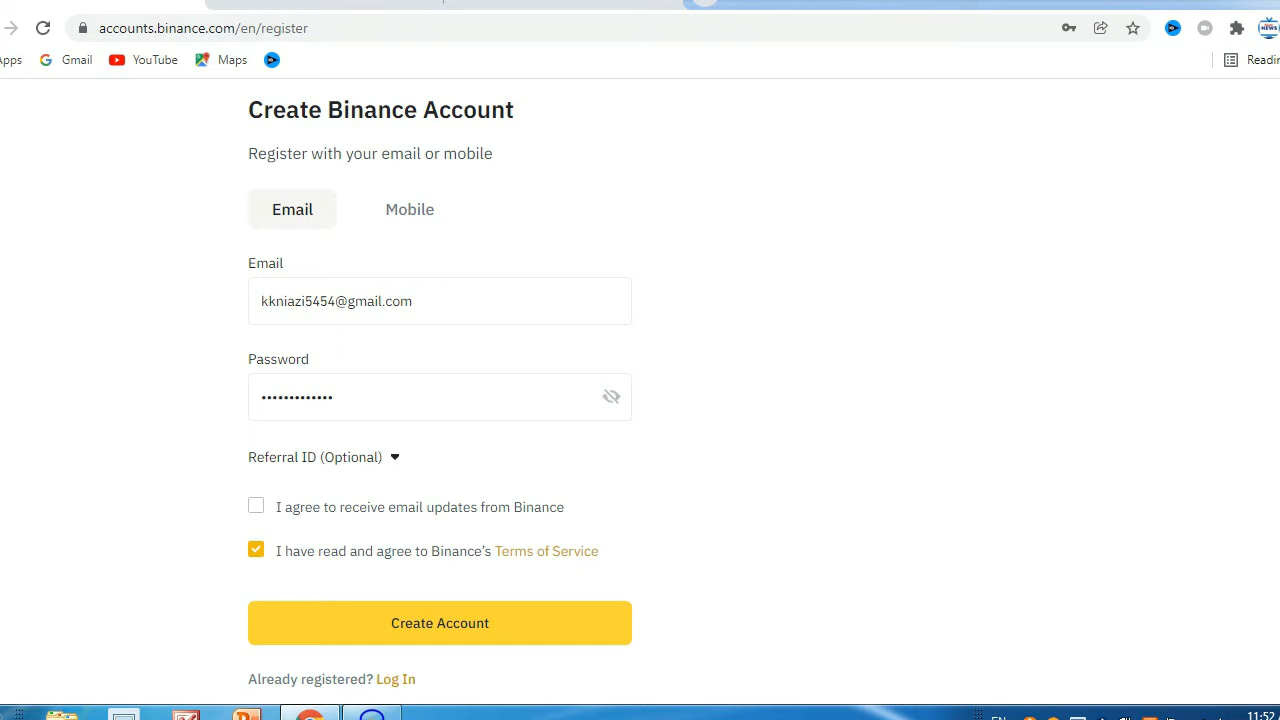 accounts.binance.com/en/register
NEWS
Apps
Gmail
YouTube
Maps
Readin
Create Binance Account
Register with your email or mobile
Email
Mobile
Email
kkniazi5454@gmail.com
Password
•••••••••••••
Referral ID (Optional)
I agree to receive email updates from Binance
I have read and agree to Binance's Terms of Service
Create Account
Already registered? Log In
EN
11:52